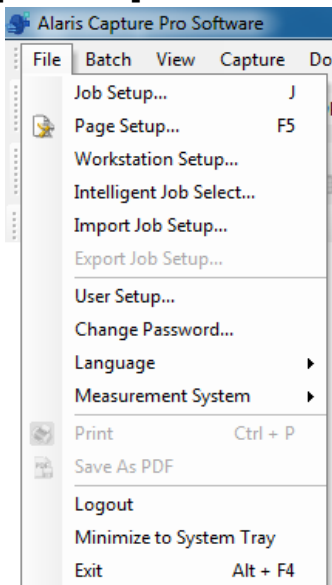 Alaris Capture Pro Software
File Batch View Capture Do
Job Setup... J
Page Setup... F5
Workstation Setup...
Intelligent Job Select...
Import Job Setup...
Export Job Setup...
User Setup...
Change Password...
Language
Measurement System
Print Ctrl + P
Save As PDF
Logout
Minimize to System Tray
Exit Alt + F4